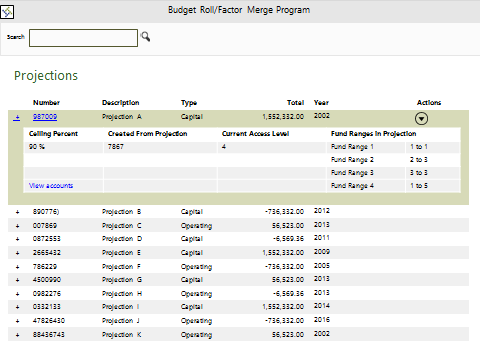 Budget Roll/Factor Merge Program
Search
Projections
Number Description Type Total Year Actions
+ 987009 Projection A Capital 1,552,332.00 2002
Ceiling Percent Created From Projection Current Access Level Fund Ranges in Projection
90 % 7867 4 Fund Range 1 1 to 1
Fund Range 2 2 to 3
Fund Range 3 3 to 3
View accounts Fund Range 4 1 to 5
+ 890776) Projection B Capital -736,332.00 2012
+ 007869 Projection C Operating 56,523.00 2013
+ 0872553 Projection D Capital -6,569.36 2011
+ 2665432 Projection E Capital 1,552,332.00 2009
+ 786229 Projection F Operating -736,332.00 2005
+ 4500990 Projection G Capital 56,523.00 2013
+ 0982276 Projection H Operating -6,569.36 2013
+ 0332133 Projection I Capital 1,552,332.00 2014
+ 47826430 Projection J Operating -736,332.00 2016
+ 88436743 Projection K Operating 56,523.00 2002